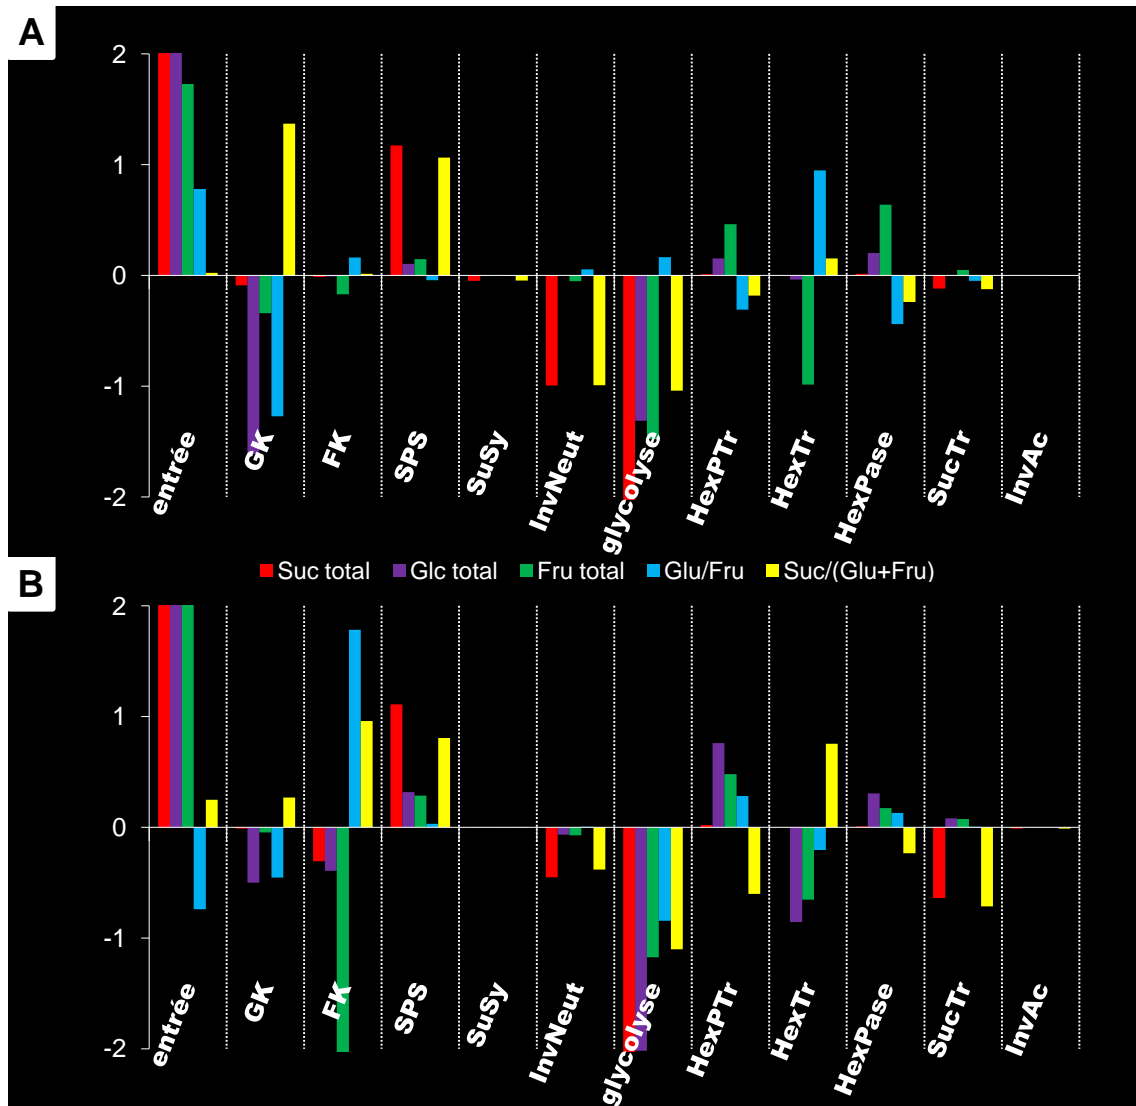 A
2
1
0
-1
-2
entrée
GK
FK
SPS
SuSy
InvNeut
glycolyse
HexPTr
HexTr
HexPase
SucTr
InvAc
Suc total Glc total Fru total Glu/Fru Suc/(Glu+Fru)
B
2
1
0
-1
-2
entrée
GK
FK
SPS
SuSy
InvNeut
glycolyse
HexPTr
HexTr
HexPase
SucTr
InvAc